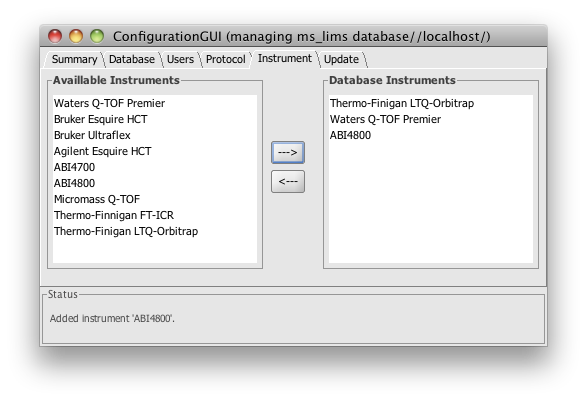 ConfigurationGUI (managing ms_lims database//localhost/)
Summary Database Users Protocol Instrument Update
Availlable Instruments
Waters Q-TOF Premier
Bruker Esquire HCT
Bruker Ultraflex
Agilent Esquire HCT
ABI4700
ABI4800
Micromass Q-TOF
Thermo-Finnigan FT-ICR
Thermo-Finigan LTQ-Orbitrap
--->
<---
Database Instruments
Thermo-Finigan LTQ-Orbitrap
Waters Q-TOF Premier
ABI4800
Status
Added instrument 'ABI4800'.